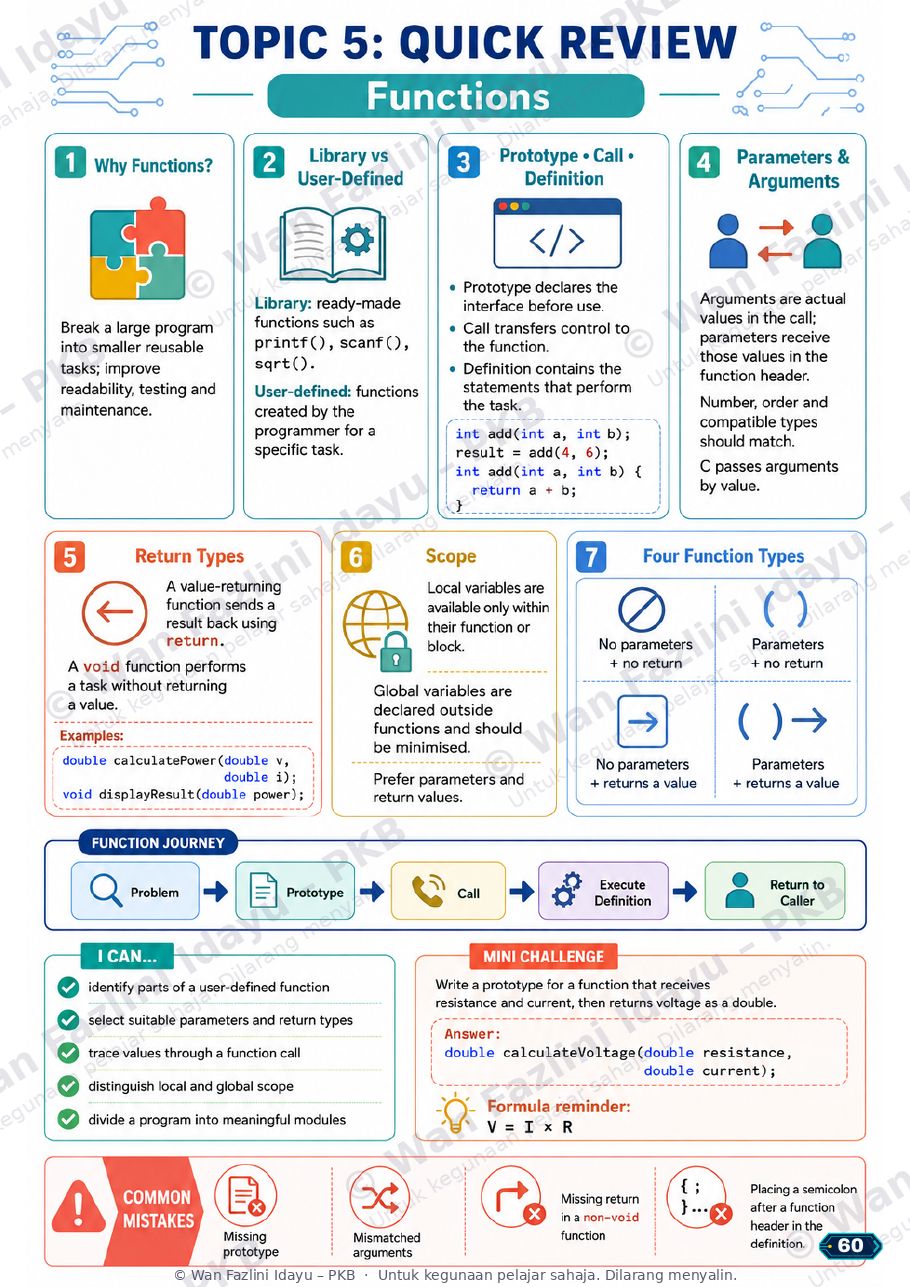 TOPIC 5: QUICK REVIEW
Functions
1 Why Functions?
Break a large program
into smaller reusable
tasks; improve
readability, testing and
maintenance.
2 Library vs
User-Defined
Library: ready-made
functions such as
printf(), scanf(),
sqrt().
User-defined: functions
created by the
programmer for a
specific task.
3 Prototype • Call •
Definition
</>
• Prototype declares the
interface before use.
• Call transfers control to
the function.
• Definition contains the
statements that perform
the task.
int add(int a, int b);
result = add(4, 6);
int add(int a, int b) {
return a + b;
}
4 Parameters &
Arguments
Arguments are actual
values in the call;
parameters receive
those values in the
function header.
Number, order and
compatible types
should match.
C passes arguments
by value.
5 Return Types
A value-returning
function sends a
result back using
return.
A void function performs
a task without returning
a value.
Examples:
double calculatePower(double v,
double i);
void displayResult(double power);
6 Scope
Local variables are
available only within
their function or
block.
Global variables are
declared outside
functions and should
be minimised.
Prefer parameters and
return values.
7 Four Function Types
No parameters
+ no return
( )
Parameters
+ no return
No parameters
+ returns a value
( )
Parameters
+ returns a value
FUNCTION JOURNEY
Problem
Prototype
Call
Execute
Definition
Return to
Caller
I CAN...
identify parts of a user-defined function
select suitable parameters and return types
trace values through a function call
distinguish local and global scope
divide a program into meaningful modules
MINI CHALLENGE
Write a prototype for a function that receives
resistance and current, then returns voltage as a double.
Answer:
double calculateVoltage(double resistance,
double current);
Formula reminder:
V = I × R
COMMON
MISTAKES
Missing
prototype
Mismatched
arguments
Missing return
in a non-void
function
{ ;
}...
Placing a semicolon
after a function
header in the
definition.
60
© Wan Fazlini Idayu – PKB · Untuk kegunaan pelajar sahaja. Dilarang menyalin.
© Wan Fazlini Idayu – PKB
Untuk kegunaan pelajar sahaja. Dilarang menyalin.